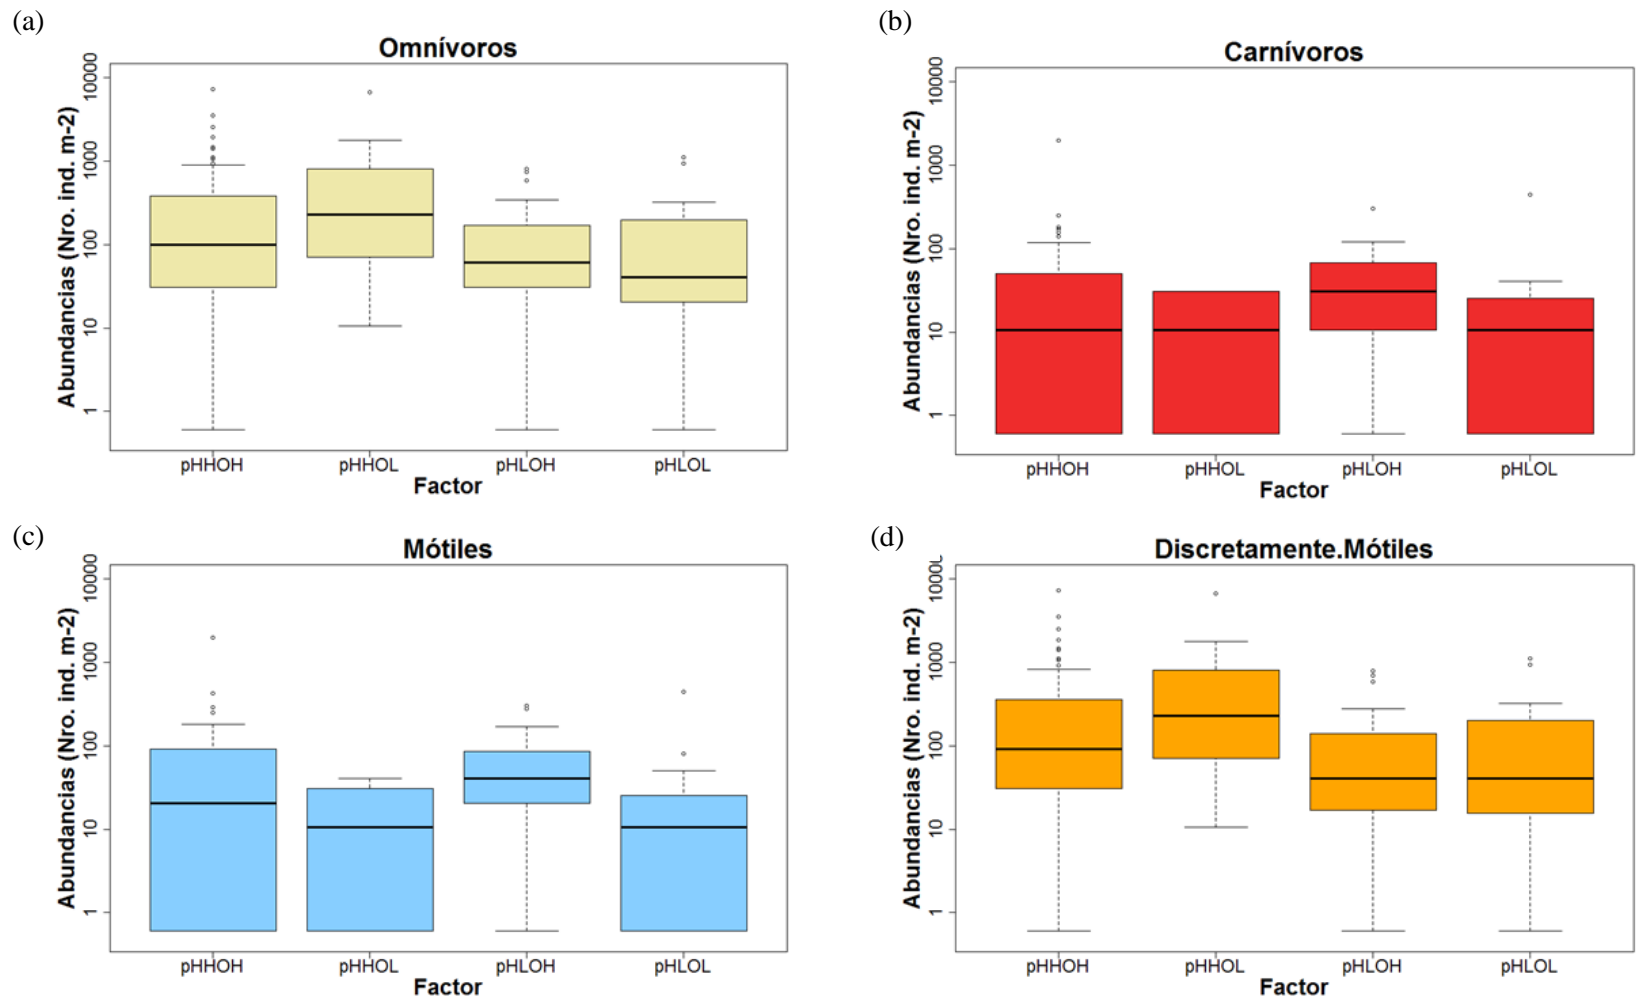 (a)
Omnívoros
Abundancias (Nro. ind. m-2)
10000
1000
100
10
1
pHHOH pHHOL pHLOH pHLOL
Factor
(b)
Carnívoros
Abundancias (Nro. ind. m-2)
10000
1000
100
10
1
pHHOH pHHOL pHLOH pHLOL
Factor
(c)
Mótiles
Abundancias (Nro. ind. m-2)
10000
1000
100
10
1
pHHOH pHHOL pHLOH pHLOL
Factor
(d)
Discretamente.Mótiles
Abundancias (Nro. ind. m-2)
10000
1000
100
10
1
pHHOH pHHOL pHLOH pHLOL
Factor